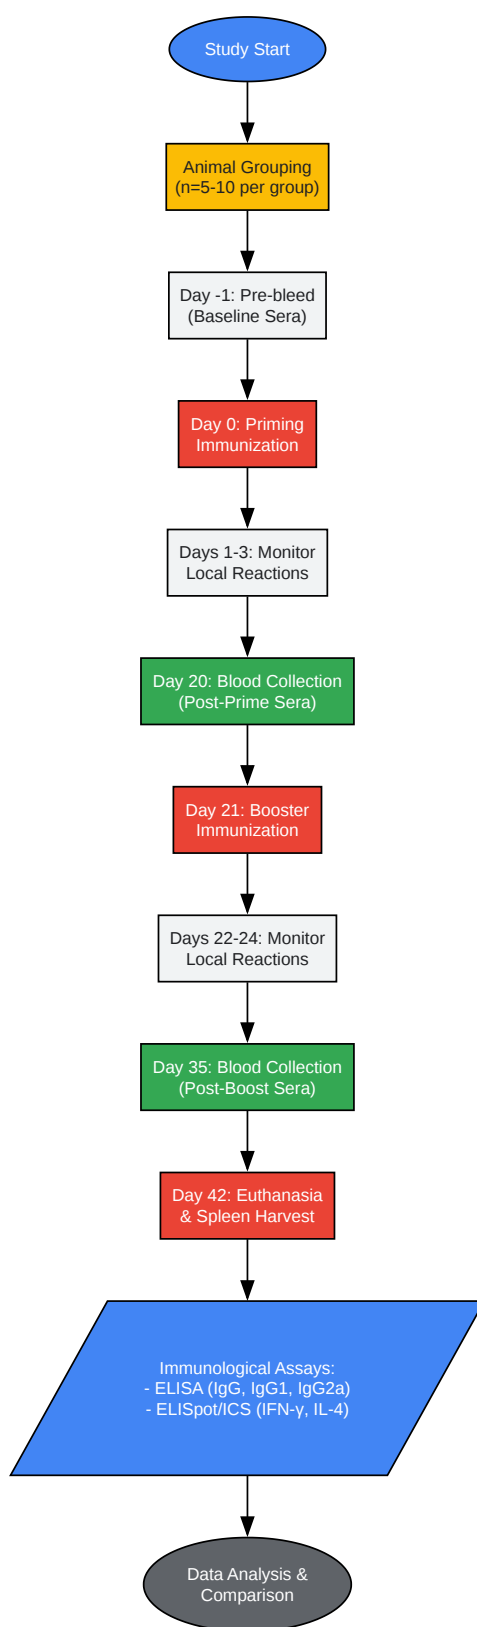 Study Start
Animal Grouping
(n=5-10 per group)
Day -1: Pre-bleed
(Baseline Sera)
Day 0: Priming
Immunization
Days 1-3: Monitor
Local Reactions
Day 20: Blood Collection
(Post-Prime Sera)
Day 21: Booster
Immunization
Days 22-24: Monitor
Local Reactions
Day 35: Blood Collection
(Post-Boost Sera)
Day 42: Euthanasia
& Spleen Harvest
Immunological Assays:
- ELISA (IgG, IgG1, IgG2a)
- ELISpot/ICS (IFN-γ, IL-4)
Data Analysis &
Comparison